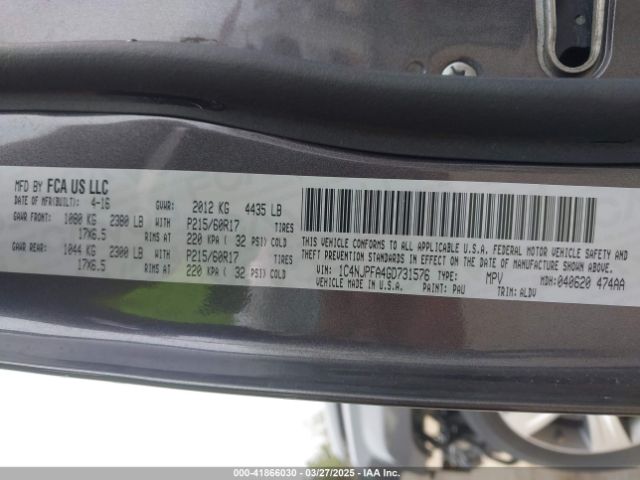 MFD BY FCA US LLC
DATE OF MFR(BUILT): 4-16 GVWR: 2012 KG 4435 LB
GAWR FRONT: 1080 KG 2380 LB WITH P215/60R17 TIRES
17X6.5 RIMS AT 220 KPA ( 32 PSI) COLD
GAWR REAR: 1044 KG 2300 LB WITH P215/60R17 TIRES
17X6.5 RIMS AT 220 KPA ( 32 PSI) COLD
THIS VEHICLE CONFORMS TO ALL APPLICABLE U.S.A. FEDERAL MOTOR VEHICLE SAFETY, BUMPER, AND
THEFT PREVENTION STANDARDS IN EFFECT ON THE DATE OF MANUFACTURE SHOWN ABOVE.
VIN: 1C4NJPFA4GD731576 TYPE: MPV MDH:040620 474AA
VEHICLE MADE IN U.S.A. PAINT: PAU TRIM: ALDV
000-41866030 — 03/27/2025 — IAA Inc.